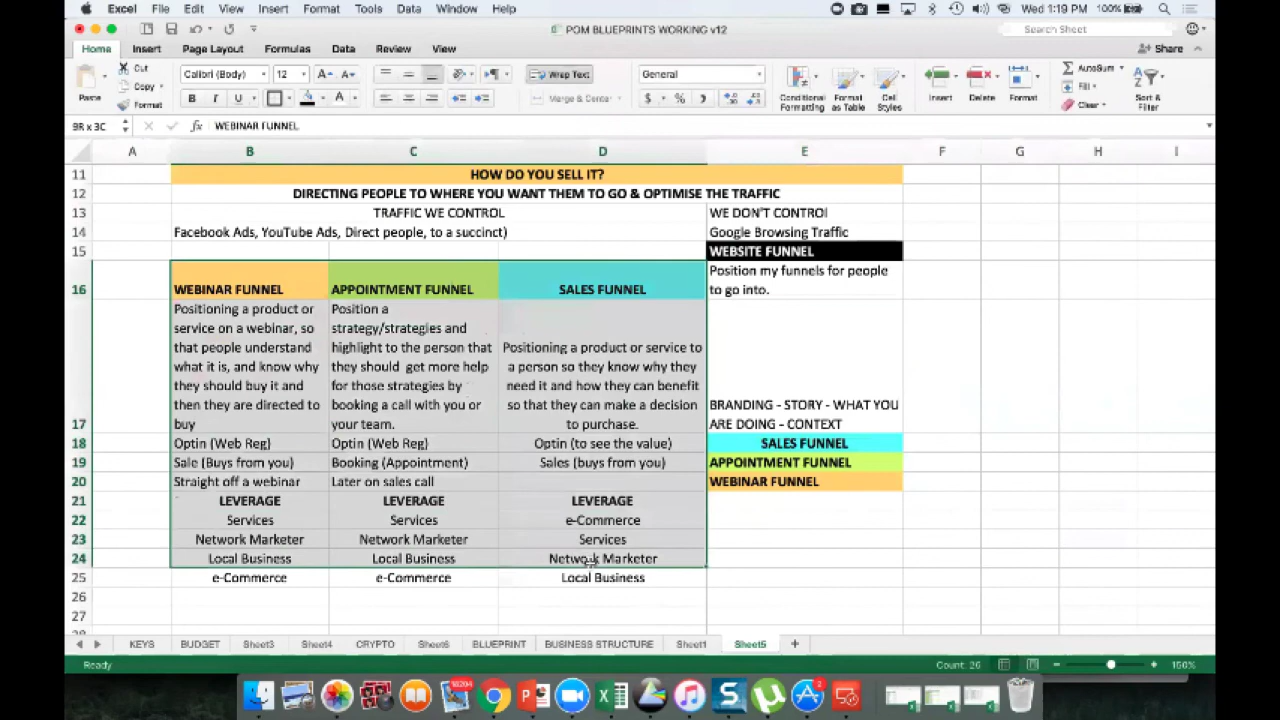 Excel File Edit View Insert Format Tools Data Window Help Wed 1:19 PM 100%
POM BLUEPRINTS WORKING v12 Search Sheet
Home Insert Page Layout Formulas Data Review View Share
Paste Cut Copy Format
Calibri (Body) 12 A A Wrap Text General Conditional Formatting Format as Table Cell Styles Insert Delete Format AutoSum Fill Clear Sort & Filter
B I U A Merge & Center $ %
9R x 3C fx WEBINAR FUNNEL
A B C D E F G H I
11 HOW DO YOU SELL IT?
12 DIRECTING PEOPLE TO WHERE YOU WANT THEM TO GO & OPTIMISE THE TRAFFIC
13 TRAFFIC WE CONTROL WE DON'T CONTROl
14 Facebook Ads, YouTube Ads, Direct people, to a succinct) Google Browsing Traffic
15 WEBSITE FUNNEL
Position my funnels for people
to go into.
16 WEBINAR FUNNEL APPOINTMENT FUNNEL SALES FUNNEL
Positioning a product or
service on a webinar, so
that people understand
what it is, and know why
they should buy it and
then they are directed to
buy
Position a
strategy/strategies and
highlight to the person that
they should get more help
for those strategies by
booking a call with you or
your team.
Positioning a product or service to
a person so they know why they
need it and how they can benefit
so that they can make a decision
to purchase.
BRANDING - STORY - WHAT YOU
ARE DOING - CONTEXT
17
18 Optin (Web Reg) Optin (Web Reg) Optin (to see the value) SALES FUNNEL
19 Sale (Buys from you) Booking (Appointment) Sales (buys from you) APPOINTMENT FUNNEL
20 Straight off a webinar Later on sales call WEBINAR FUNNEL
21 LEVERAGE LEVERAGE LEVERAGE
22 Services Services e-Commerce
23 Network Marketer Network Marketer Services
24 Local Business Local Business Network Marketer
25 e-Commerce e-Commerce Local Business
26
27
KEYS BUDGET Sheet3 Sheet4 CRYPTO Sheet6 BLUEPRINT BUSINESS STRUCTURE Sheet1 Sheet5 +
Ready Count: 26 150%